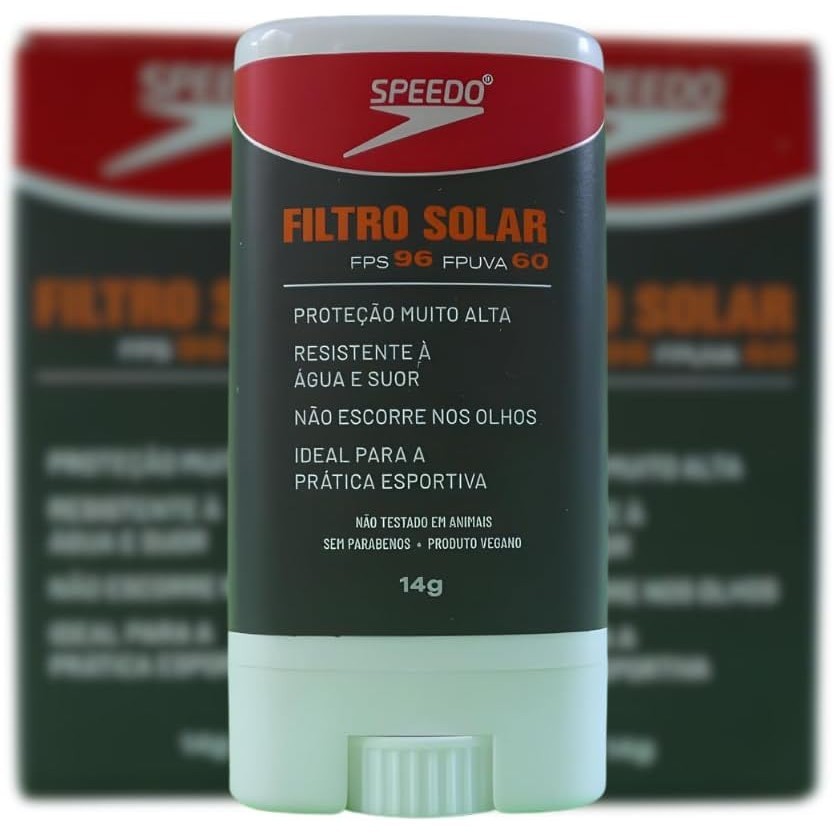 SPEEDO®
FILTRO SOLAR
FPS 96 FPUVA 60
PROTEÇÃO MUITO ALTA
RESISTENTE À
ÁGUA E SUOR
NÃO ESCORRE NOS OLHOS
IDEAL PARA A
PRÁTICA ESPORTIVA
NÃO TESTADO EM ANIMAIS
SEM PARABENOS • PRODUTO VEGANO
14g